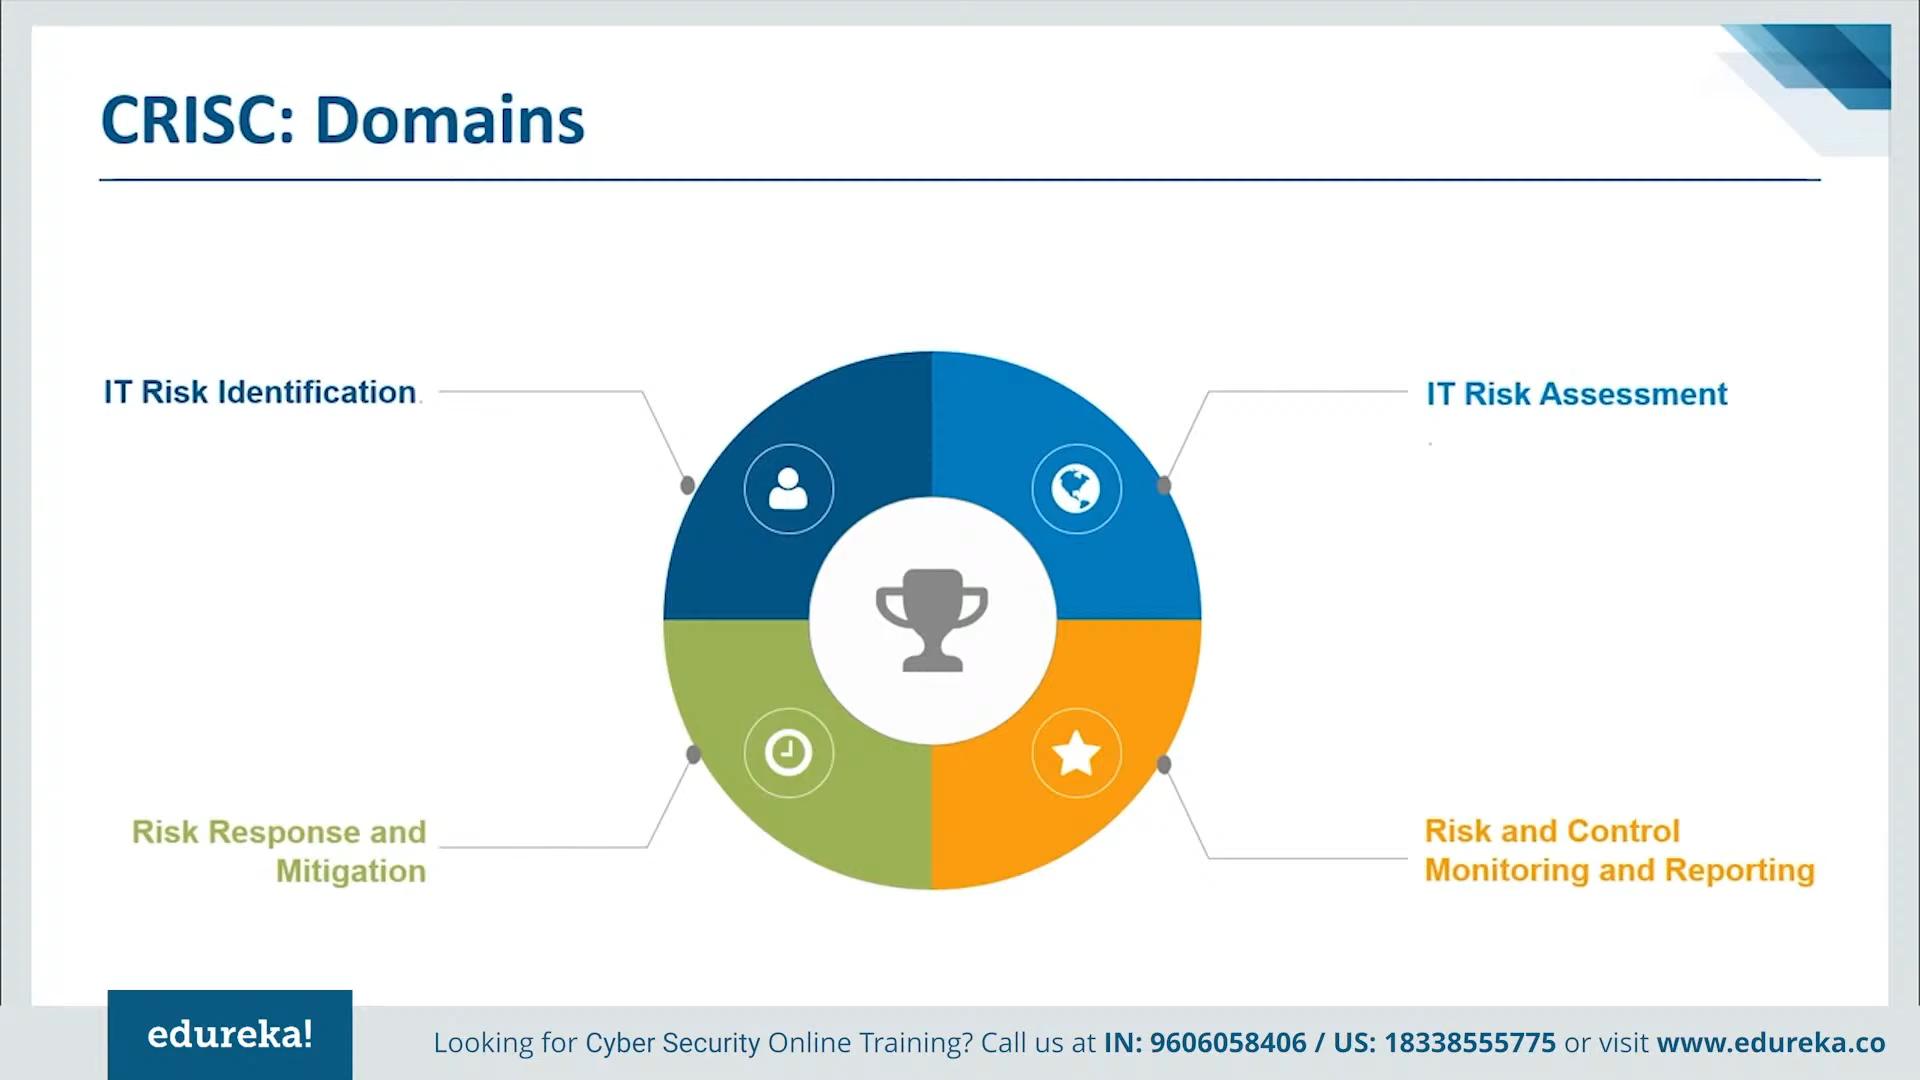 CRISC: Domains
IT Risk Identification.
IT Risk Assessment
.
Risk Response and
Mitigation
Risk and Control
Monitoring and Reporting
edureka!
Looking for Cyber Security Online Training? Call us at IN: 9606058406 / US: 18338555775 or visit www.edureka.co